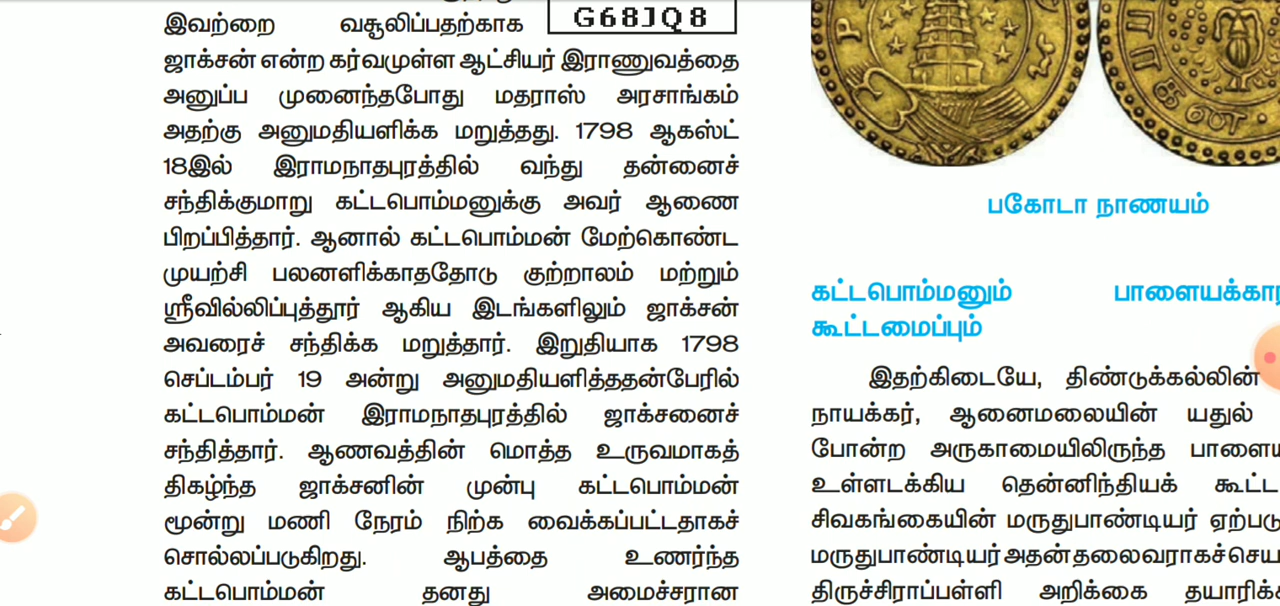 இவற்றை வசூலிப்பதற்காக
G68JQ8
ஜாக்சன் என்ற கர்வமுள்ள ஆட்சியர் இராணுவத்தை
அனுப்ப முனைந்தபோது மதராஸ் அரசாங்கம்
அதற்கு அனுமதியளிக்க மறுத்தது. 1798 ஆகஸ்ட்
18இல் இராமநாதபுரத்தில் வந்து தன்னைச்
சந்திக்குமாறு கட்டபொம்மனுக்கு அவர் ஆணை
பிறப்பித்தார். ஆனால் கட்டபொம்மன் மேற்கொண்ட
முயற்சி பலனளிக்காததோடு குற்றாலம் மற்றும்
ஸ்ரீவில்லிப்புத்தூர் ஆகிய இடங்களிலும் ஜாக்சன்
அவரைச் சந்திக்க மறுத்தார். இறுதியாக 1798
செப்டம்பர் 19 அன்று அனுமதியளித்ததன்பேரில்
கட்டபொம்மன் இராமநாதபுரத்தில் ஜாக்சனைச்
சந்தித்தார். ஆணவத்தின் மொத்த உருவமாகத்
திகழ்ந்த ஜாக்சனின் முன்பு கட்டபொம்மன்
மூன்று மணி நேரம் நிற்க வைக்கப்பட்டதாகச்
சொல்லப்படுகிறது. ஆபத்தை உணர்ந்த
கட்டபொம்மன் தனது அமைச்சரான
பகோடா நாணயம்
கட்டபொம்மனும் பாளையக்கார
கூட்டமைப்பும்
இதற்கிடையே, திண்டுக்கல்லின்
நாயக்கர், ஆனைமலையின் யதுல்
போன்ற அருகாமையிலிருந்த பாளைய
உள்ளடக்கிய தென்னிந்தியக் கூட்ட
சிவகங்கையின் மருதுபாண்டியர் ஏற்படு
மருதுபாண்டியர் அதன் தலைவராகச் செய
திருச்சிராப்பள்ளி அறிக்கை தயாரிக்க